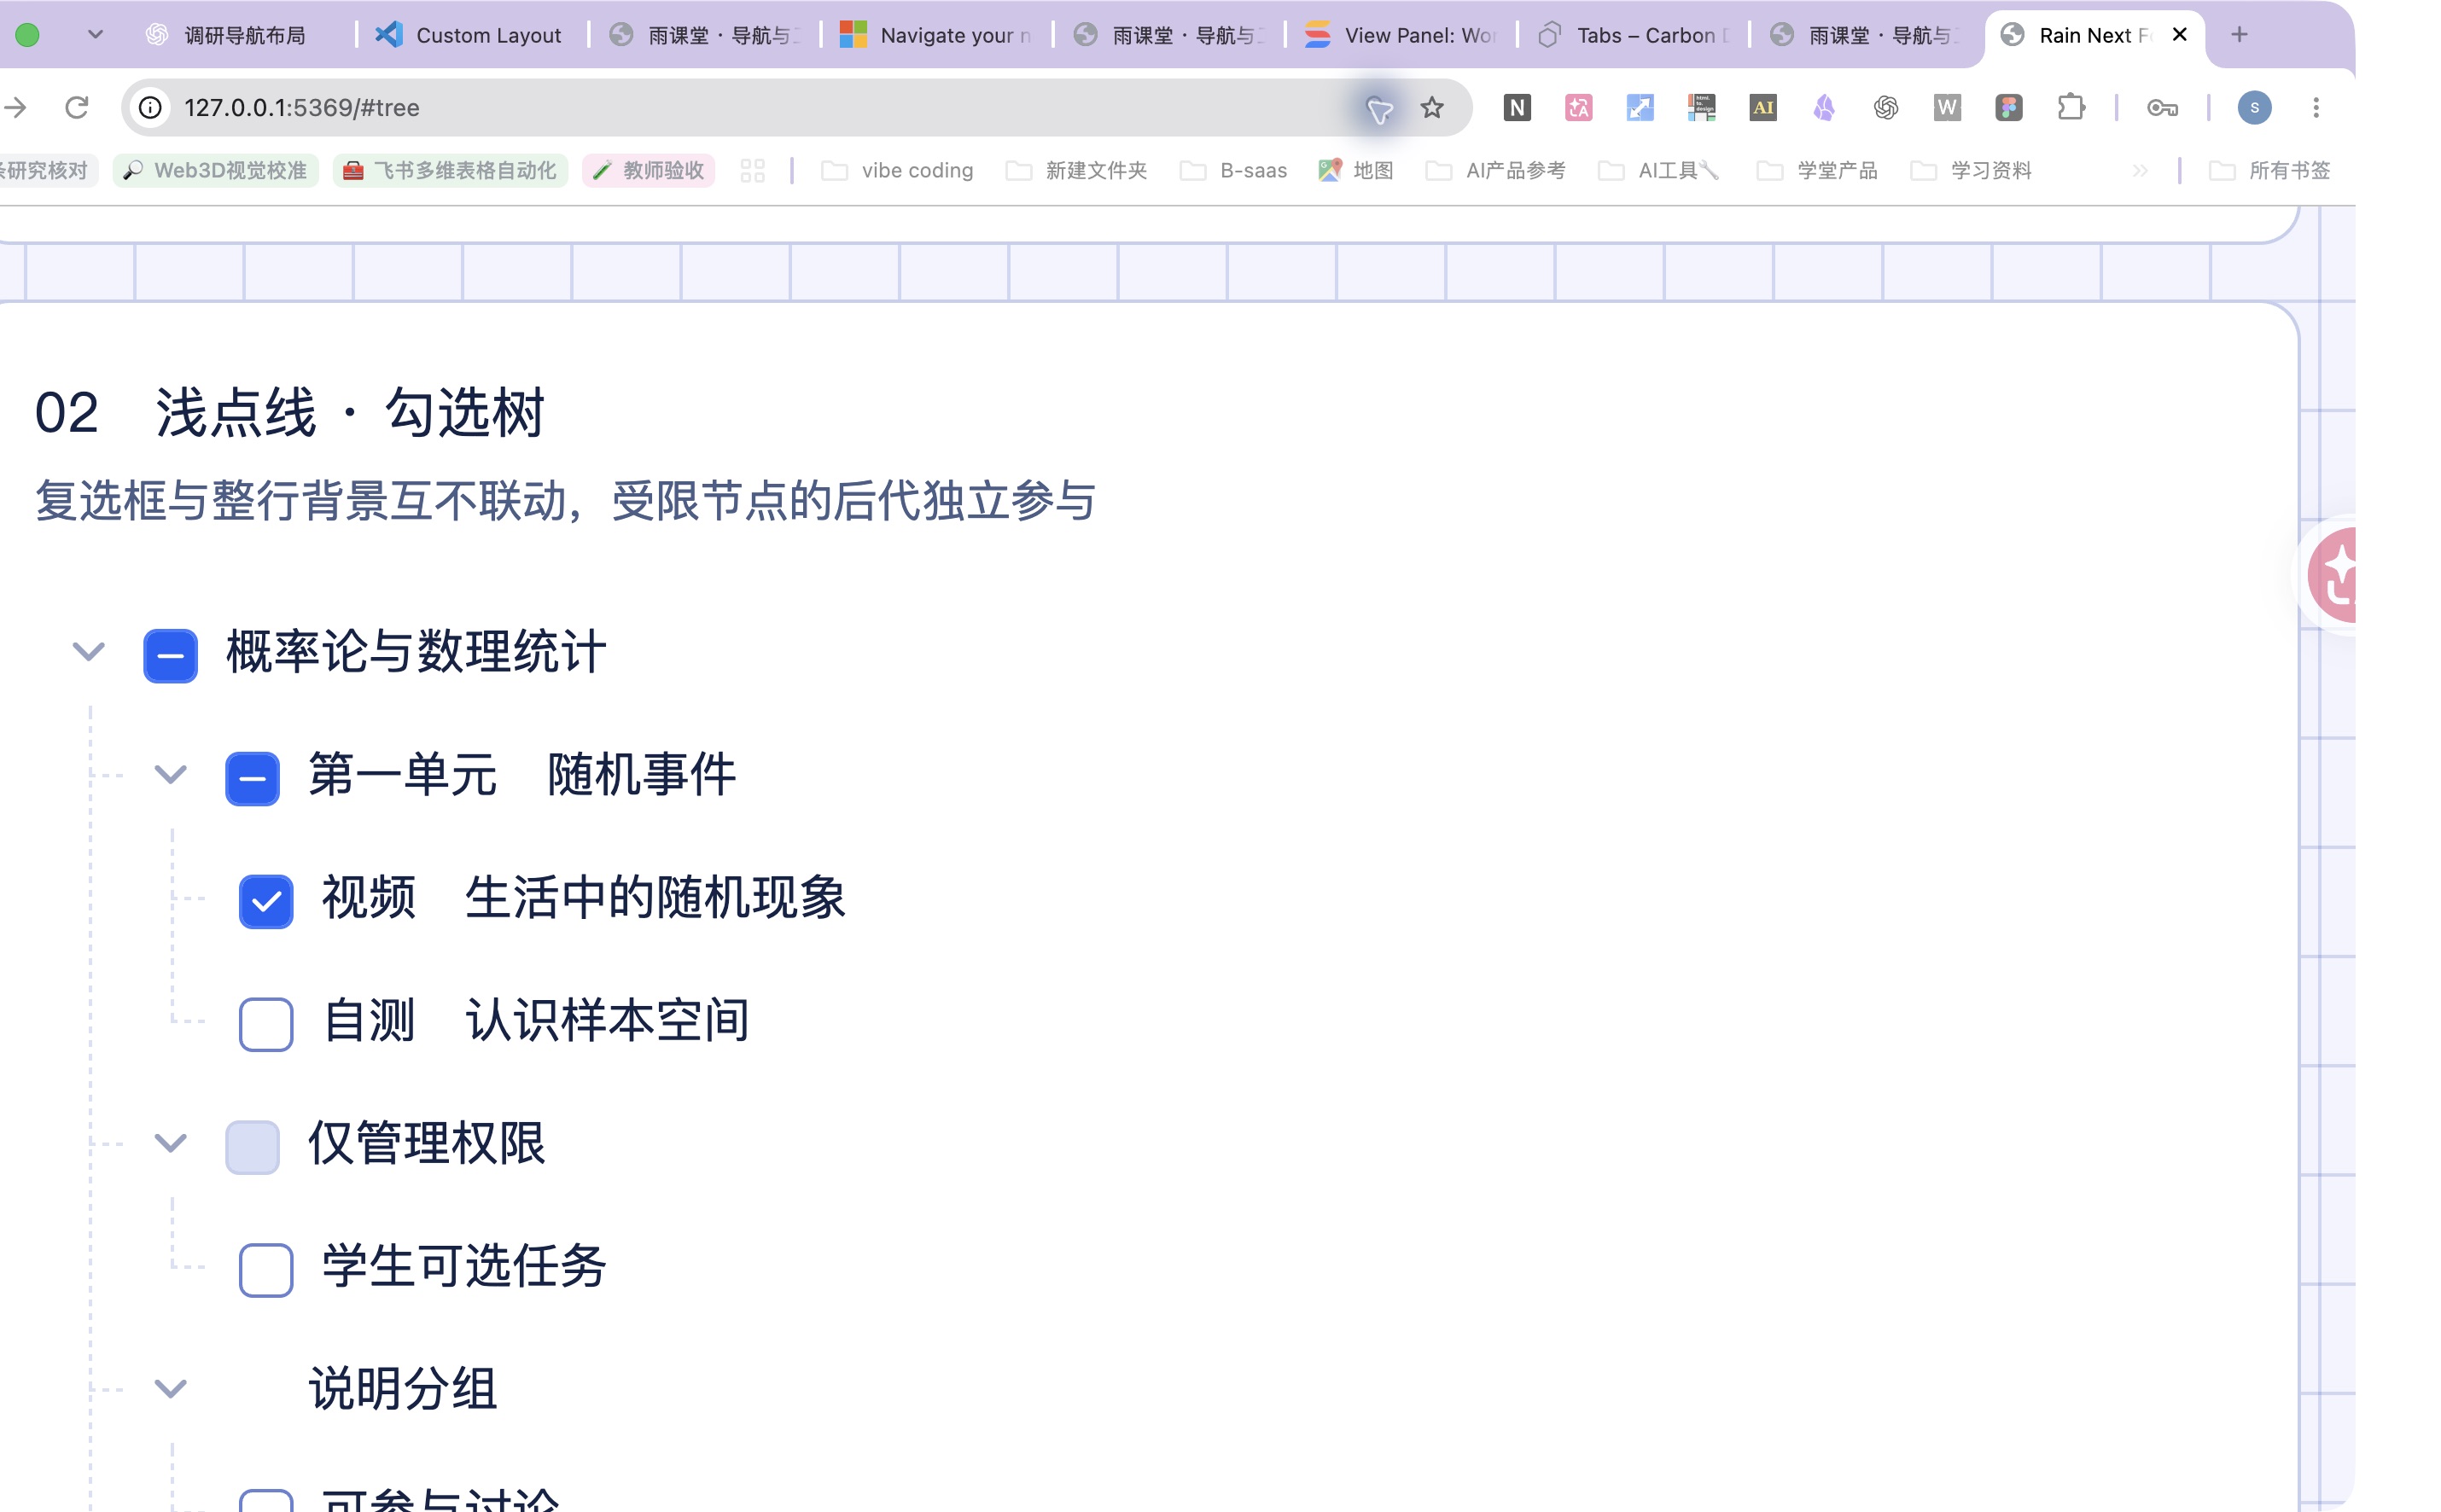 调研导航布局 Custom Layout 雨课堂・导航与 Navigate your 雨课堂・导航与 View Panel: Wor Tabs – Carbon 雨课堂・导航与 Rain Next F
127.0.0.1:5369/#tree
研究核对 Web3D视觉校准 飞书多维表格自动化 教师验收 vibe coding 新建文件夹 B-saas 地图 AI产品参考 AI工具 学堂产品 学习资料 所有书签
02 浅点线・勾选树
复选框与整行背景互不联动，受限节点的后代独立参与
概率论与数理统计
第一单元 随机事件
视频 生活中的随机现象
自测 认识样本空间
仅管理权限
学生可选任务
说明分组
可参与讨论